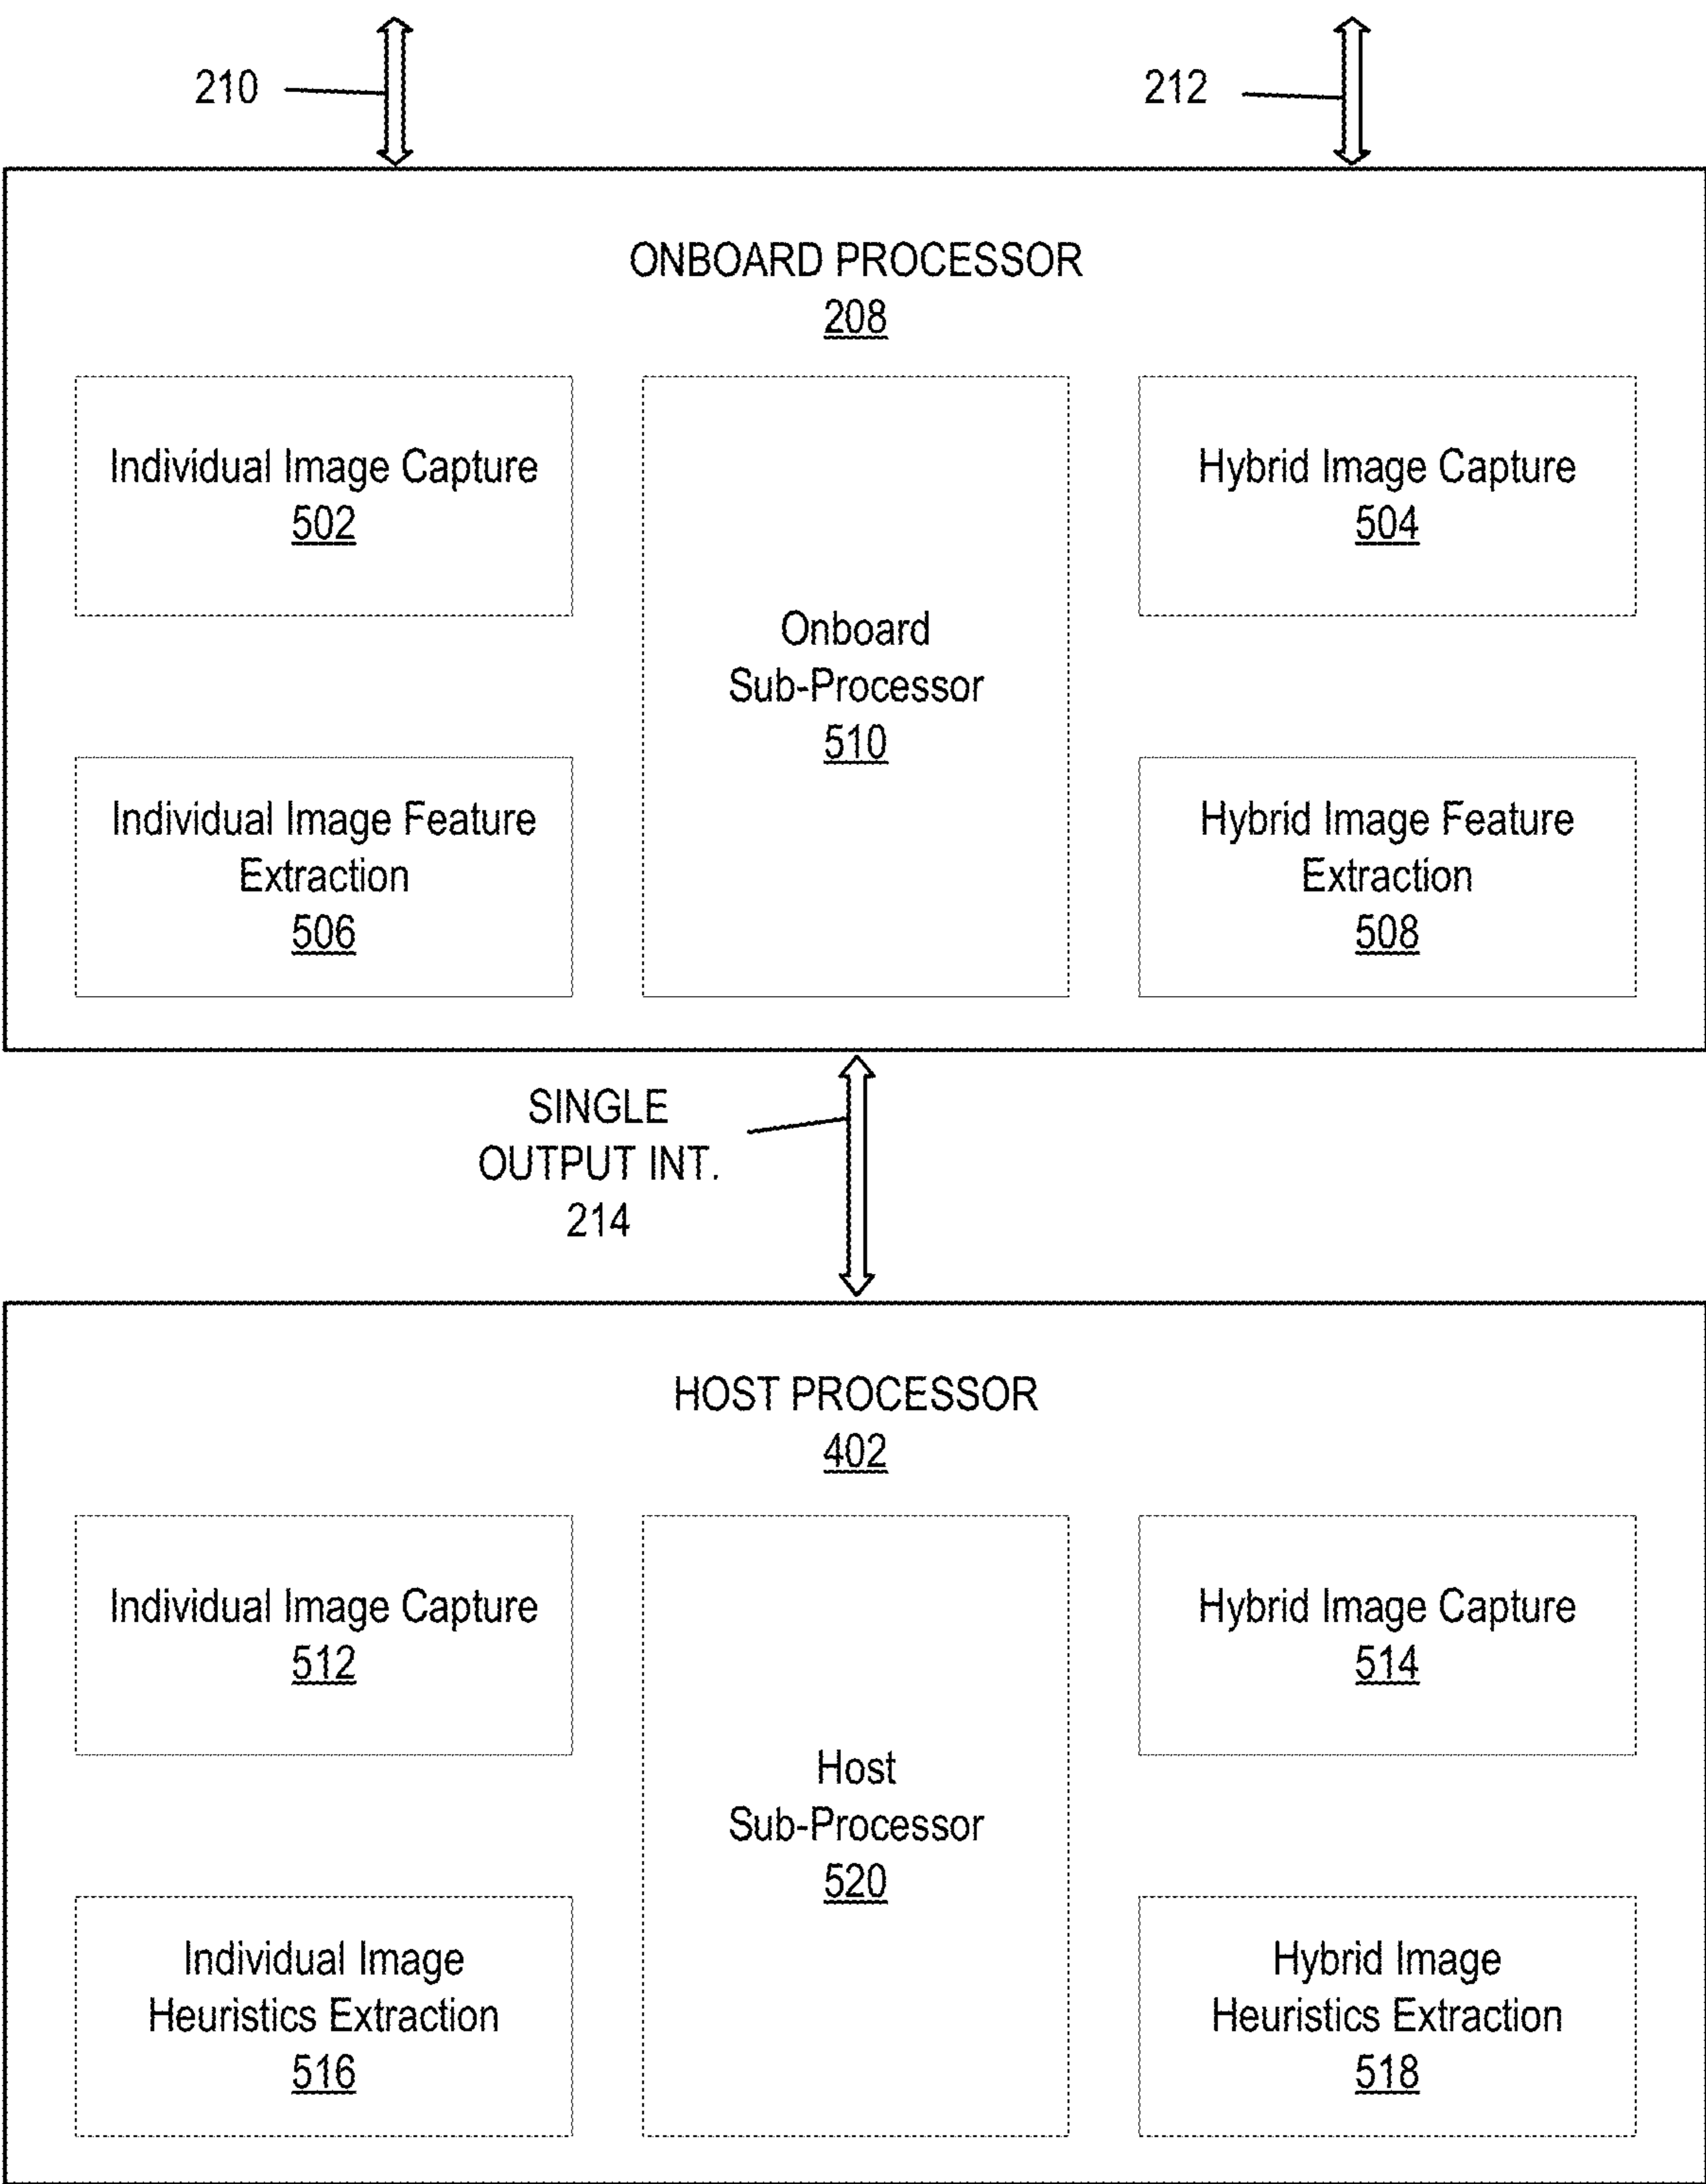 210
212
ONBOARD PROCESSOR
208
Individual Image Capture
502
Onboard
Sub-Processor
510
Hybrid Image Capture
504
Individual Image Feature
Extraction
506
Hybrid Image Feature
Extraction
508
SINGLE
OUTPUT INT.
214
HOST PROCESSOR
402
Individual Image Capture
512
Host
Sub-Processor
520
Hybrid Image Capture
514
Individual Image
Heuristics Extraction
516
Hybrid Image
Heuristics Extraction
518